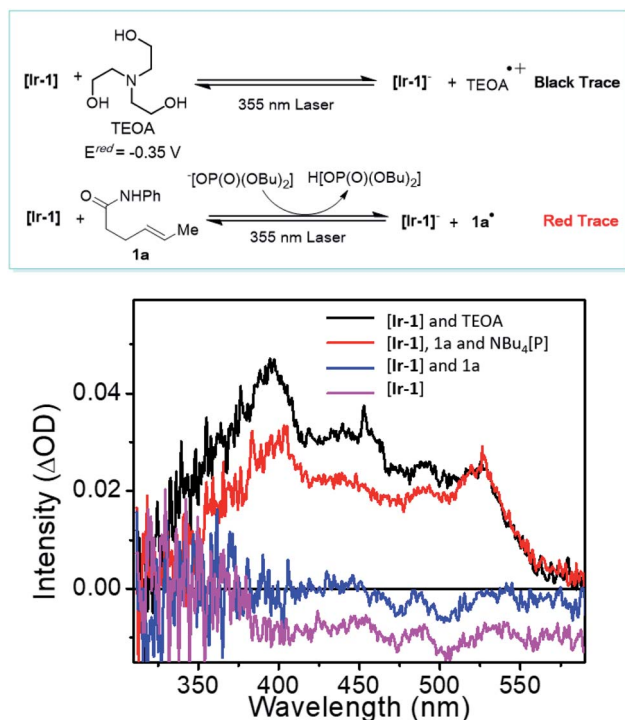 HO
[Ir-1] + N [Ir-1]⁻ + TEOA•+ Black Trace
OH OH
355 nm Laser
TEOA
E^red = -0.35 V
⁻[OP(O)(OBu)₂] H[OP(O)(OBu)₂]
O NHPh
[Ir-1] + Me [Ir-1]⁻ + 1a• Red Trace
355 nm Laser
1a
[Ir-1] and TEOA
[Ir-1], 1a and NBu₄[P]
[Ir-1] and 1a
[Ir-1]
0.04
0.02
0.00
Intensity (ΔOD)
350 400 450 500 550
Wavelength (nm)